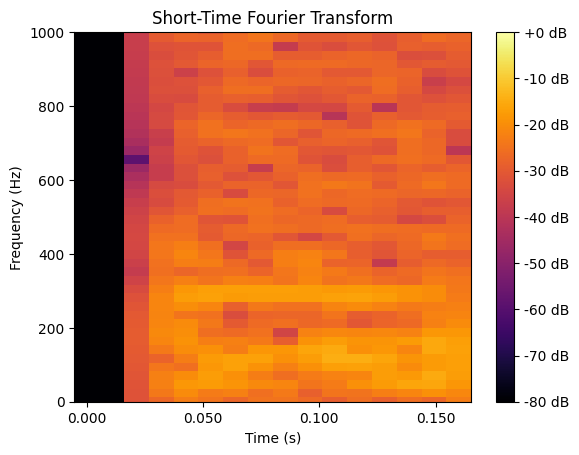 Short-Time Fourier Transform
1000
800
600
400
200
0
Frequency (Hz)
0.000
0.050
0.100
0.150
Time (s)
+0 dB
-10 dB
-20 dB
-30 dB
-40 dB
-50 dB
-60 dB
-70 dB
-80 dB